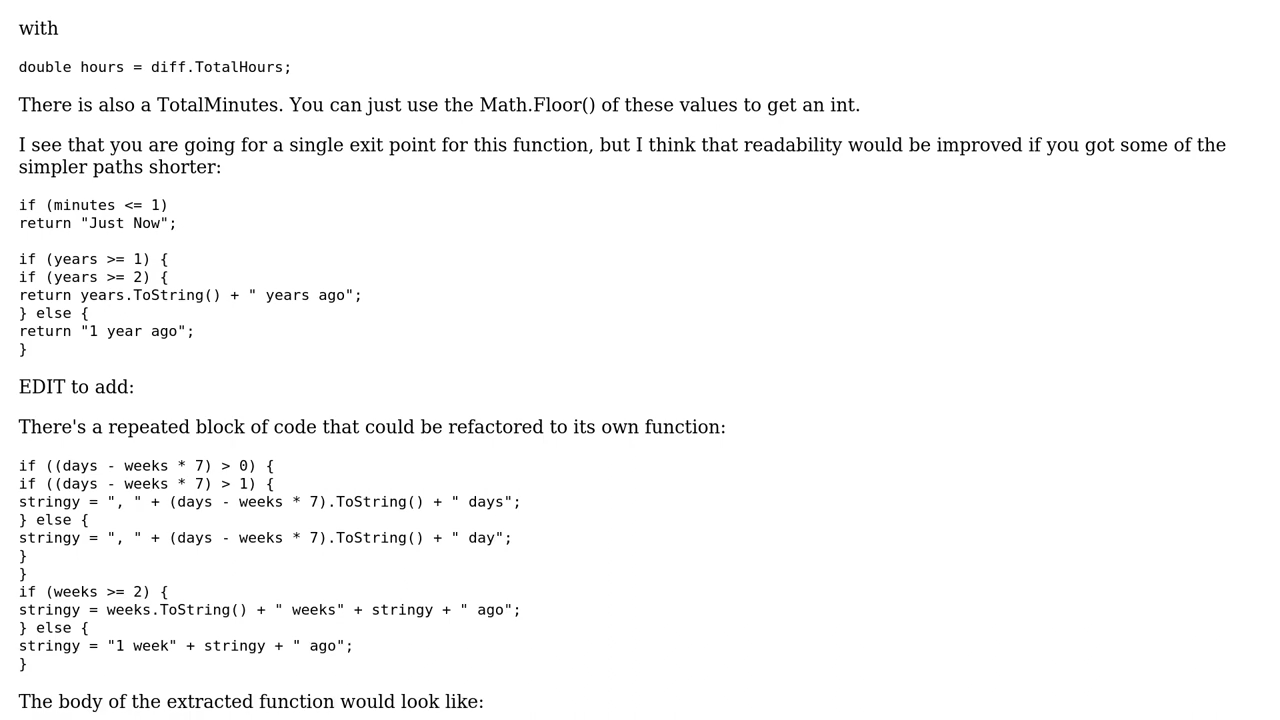 with
double hours = diff.TotalHours;
There is also a TotalMinutes. You can just use the Math.Floor() of these values to get an int.
I see that you are going for a single exit point for this function, but I think that readability would be improved if you got some of the
simpler paths shorter:
if (minutes <= 1)
return "Just Now";
if (years >= 1) {
if (years >= 2) {
return years.ToString() + " years ago";
} else {
return "1 year ago";
}
EDIT to add:
There's a repeated block of code that could be refactored to its own function:
if ((days - weeks * 7) > 0) {
if ((days - weeks * 7) > 1) {
stringy = ", " + (days - weeks * 7).ToString() + " days";
} else {
stringy = ", " + (days - weeks * 7).ToString() + " day";
}
}
if (weeks >= 2) {
stringy = weeks.ToString() + " weeks" + stringy + " ago";
} else {
stringy = "1 week" + stringy + " ago";
}
The body of the extracted function would look like: